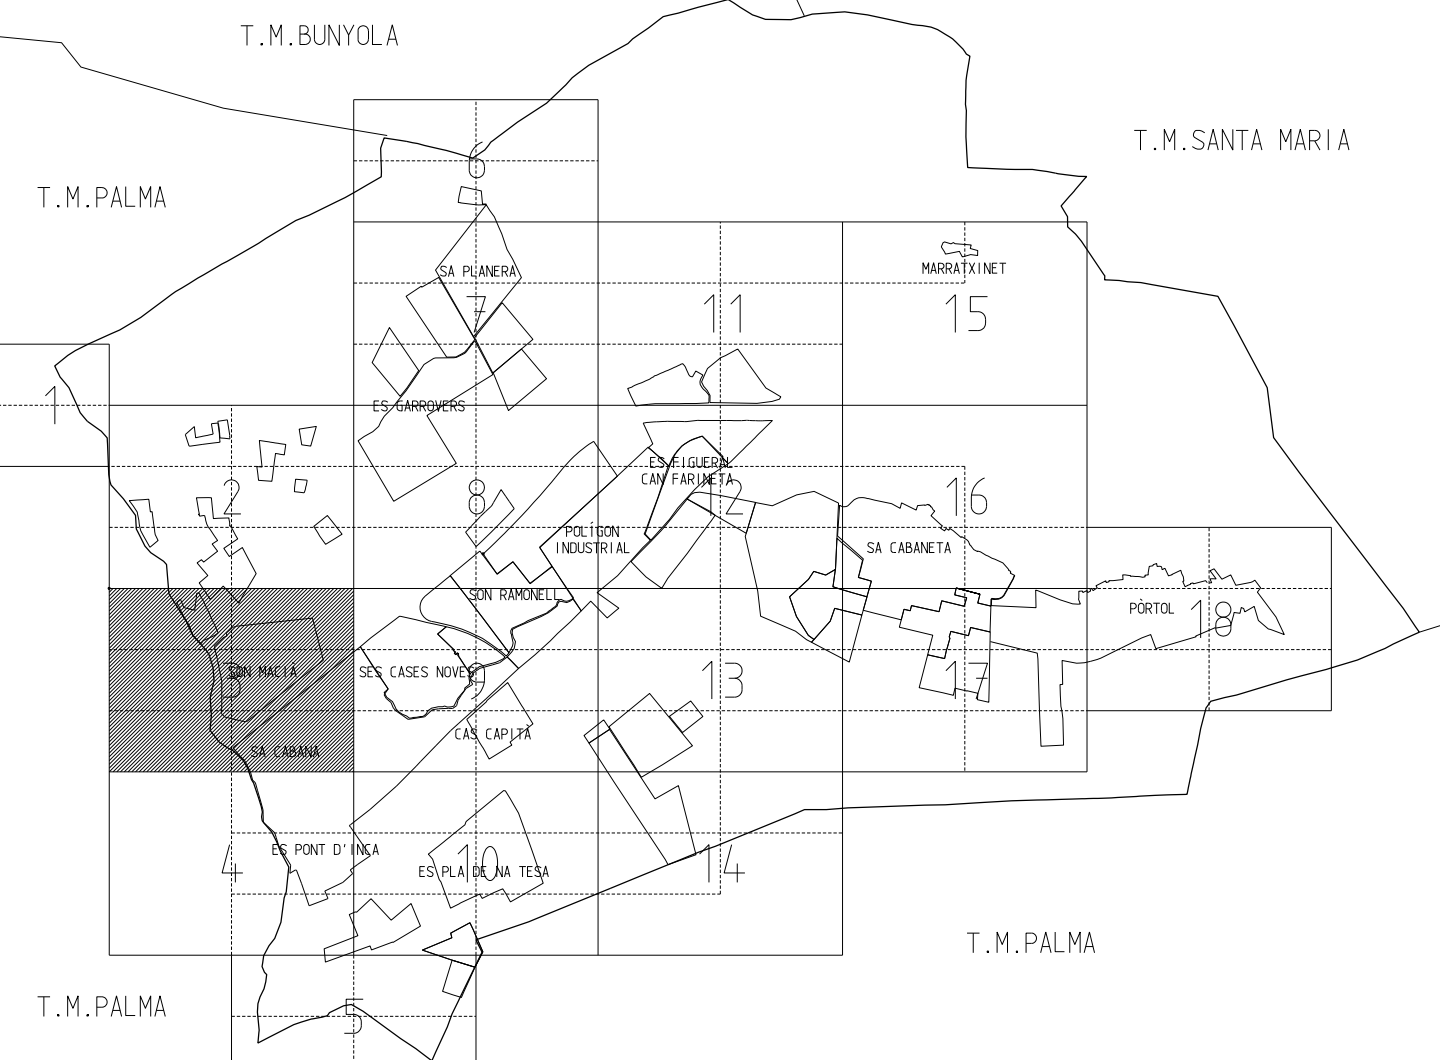 T.M.BUNYOLA
T.M.SANTA MARIA
T.M.PALMA
6
SA PLANERA
MARRATXINET
7
11
15
1
ES GARROVERS
ES FIGUERAL
CAN FARINETA
2
8
12
16
POLÍGON
INDUSTRIAL
SA CABANETA
SON RAMONELL
PÒRTOL
18
SON MACIÀ
3
SES CASES NOVES
9
13
17
CAS CAPITÀ
SA CABANA
ES PONT D'INCA
4
10
ES PLA DE NA TESA
14
T.M.PALMA
T.M.PALMA
5